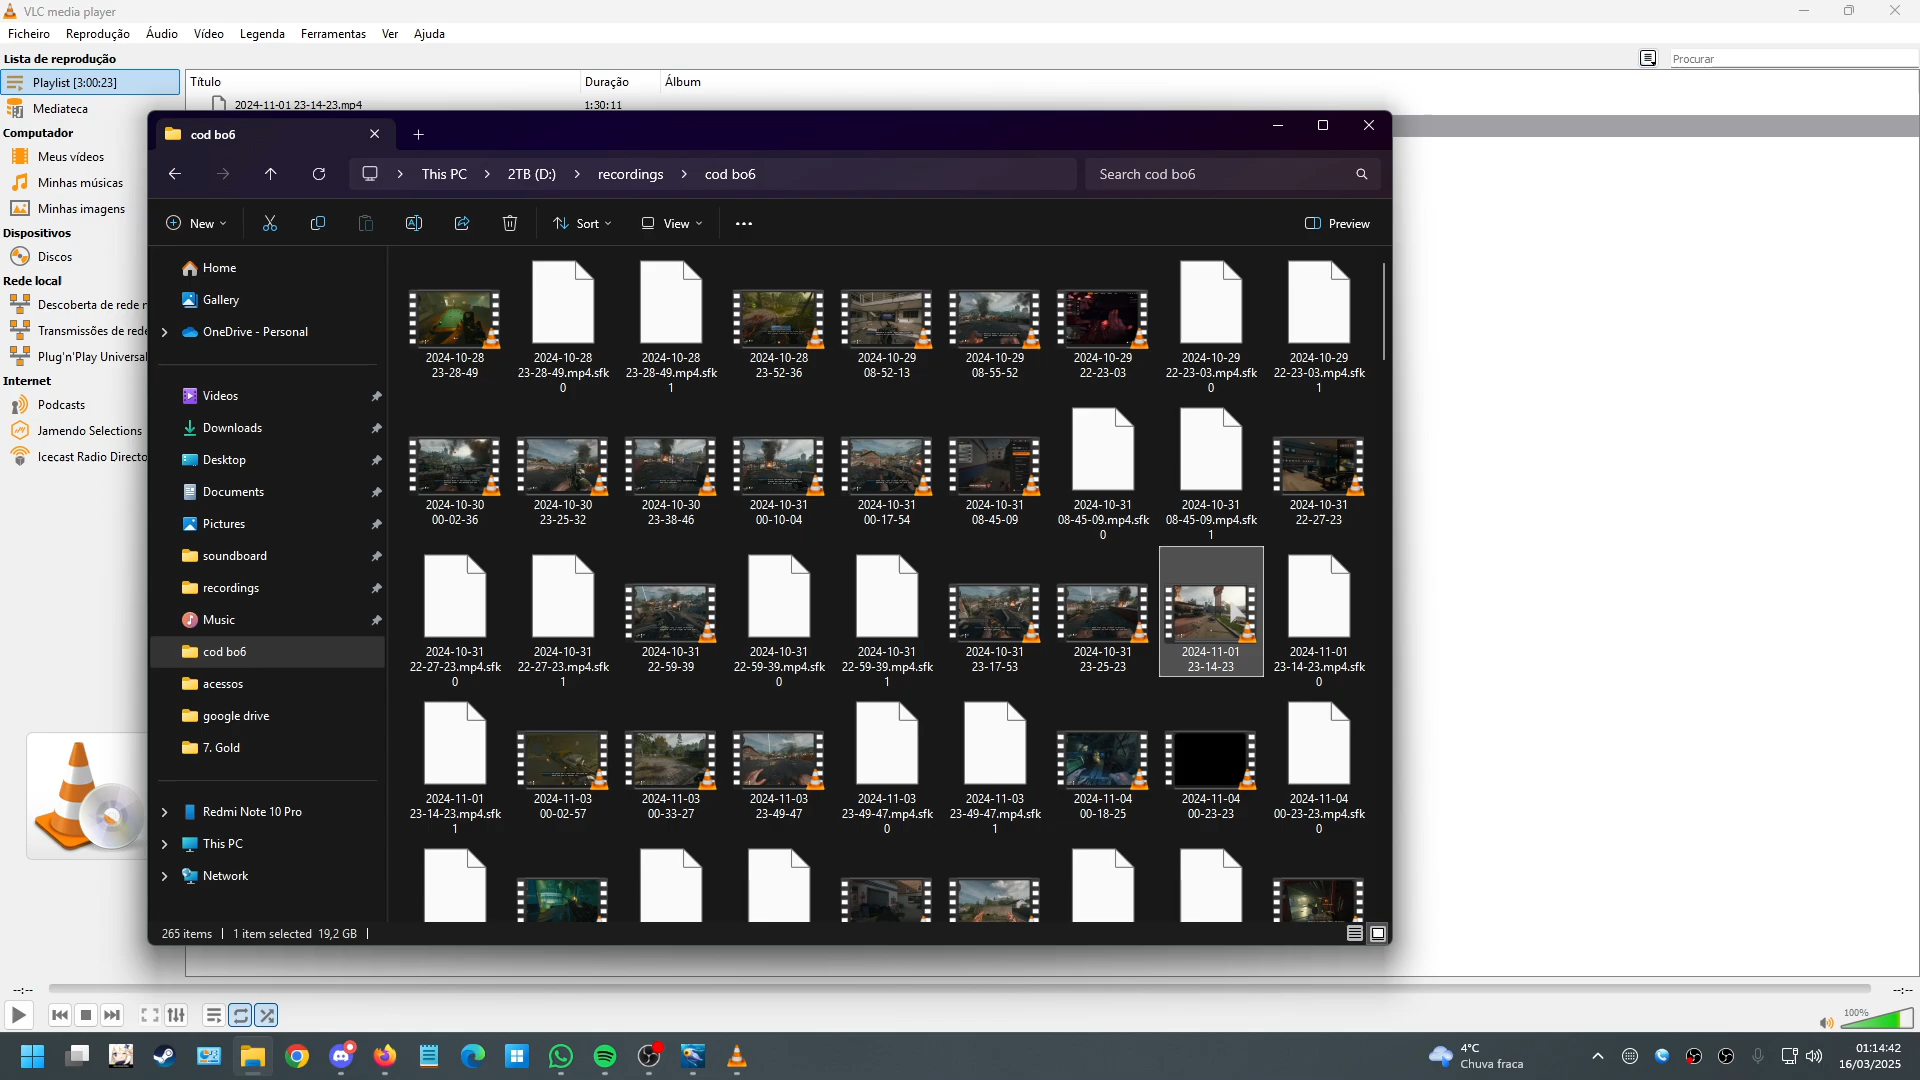 VLC media player
Ficheiro Reprodução Áudio Vídeo Legenda Ferramentas Ver Ajuda
Lista de reprodução
Procurar
Playlist [3:00:23]
Título Duração Álbum
Mediateca
2024-11-01 23-14-23.mp4 1:30:11
Computador
Meus vídeos
Minhas músicas
Minhas imagens
Dispositivos
Discos
Rede local
Descoberta de rede
Transmissões de rede
Plug'n'Play Universal
Internet
Podcasts
Jamendo Selections
Icecast Radio Directo
cod bo6
This PC 2TB (D:) recordings cod bo6
Search cod bo6
New Sort View Preview
Home
Gallery
OneDrive - Personal
Videos
Downloads
Desktop
Documents
Pictures
soundboard
recordings
Music
cod bo6
acessos
google drive
7. Gold
Redmi Note 10 Pro
This PC
Network
2024-10-28 2024-10-28 2024-10-28 2024-10-28 2024-10-29 2024-10-29 2024-10-29 2024-10-29 2024-10-29
23-28-49 23-28-49.mp4.sfk 23-28-49.mp4.sfk 23-52-36 08-52-13 08-55-52 22-23-03 22-23-03.mp4.sfk 22-23-03.mp4.sfk
0 1 0 1
2024-10-30 2024-10-30 2024-10-30 2024-10-31 2024-10-31 2024-10-31 2024-10-31 2024-10-31 2024-10-31
00-02-36 23-25-32 23-38-46 00-10-04 00-17-54 08-45-09 08-45-09.mp4.sfk 08-45-09.mp4.sfk 22-27-23
0 1
2024-10-31 2024-10-31 2024-10-31 2024-10-31 2024-10-31 2024-10-31 2024-10-31 2024-11-01 2024-11-01
22-27-23.mp4.sfk 22-27-23.mp4.sfk 22-59-39 22-59-39.mp4.sfk 22-59-39.mp4.sfk 23-17-53 23-25-23 23-14-23 23-14-23.mp4.sfk
0 1 0 1 0
2024-11-01 2024-11-03 2024-11-03 2024-11-03 2024-11-03 2024-11-03 2024-11-04 2024-11-04 2024-11-04
23-14-23.mp4.sfk 00-02-57 00-33-27 23-49-47 23-49-47.mp4.sfk 23-49-47.mp4.sfk 00-18-25 00-23-23 00-23-23.mp4.sfk
1 0 1 0
265 items 1 item selected 19,2 GB
--:-- --:--
100%
4°C
Chuva fraca
01:14:42
16/03/2025